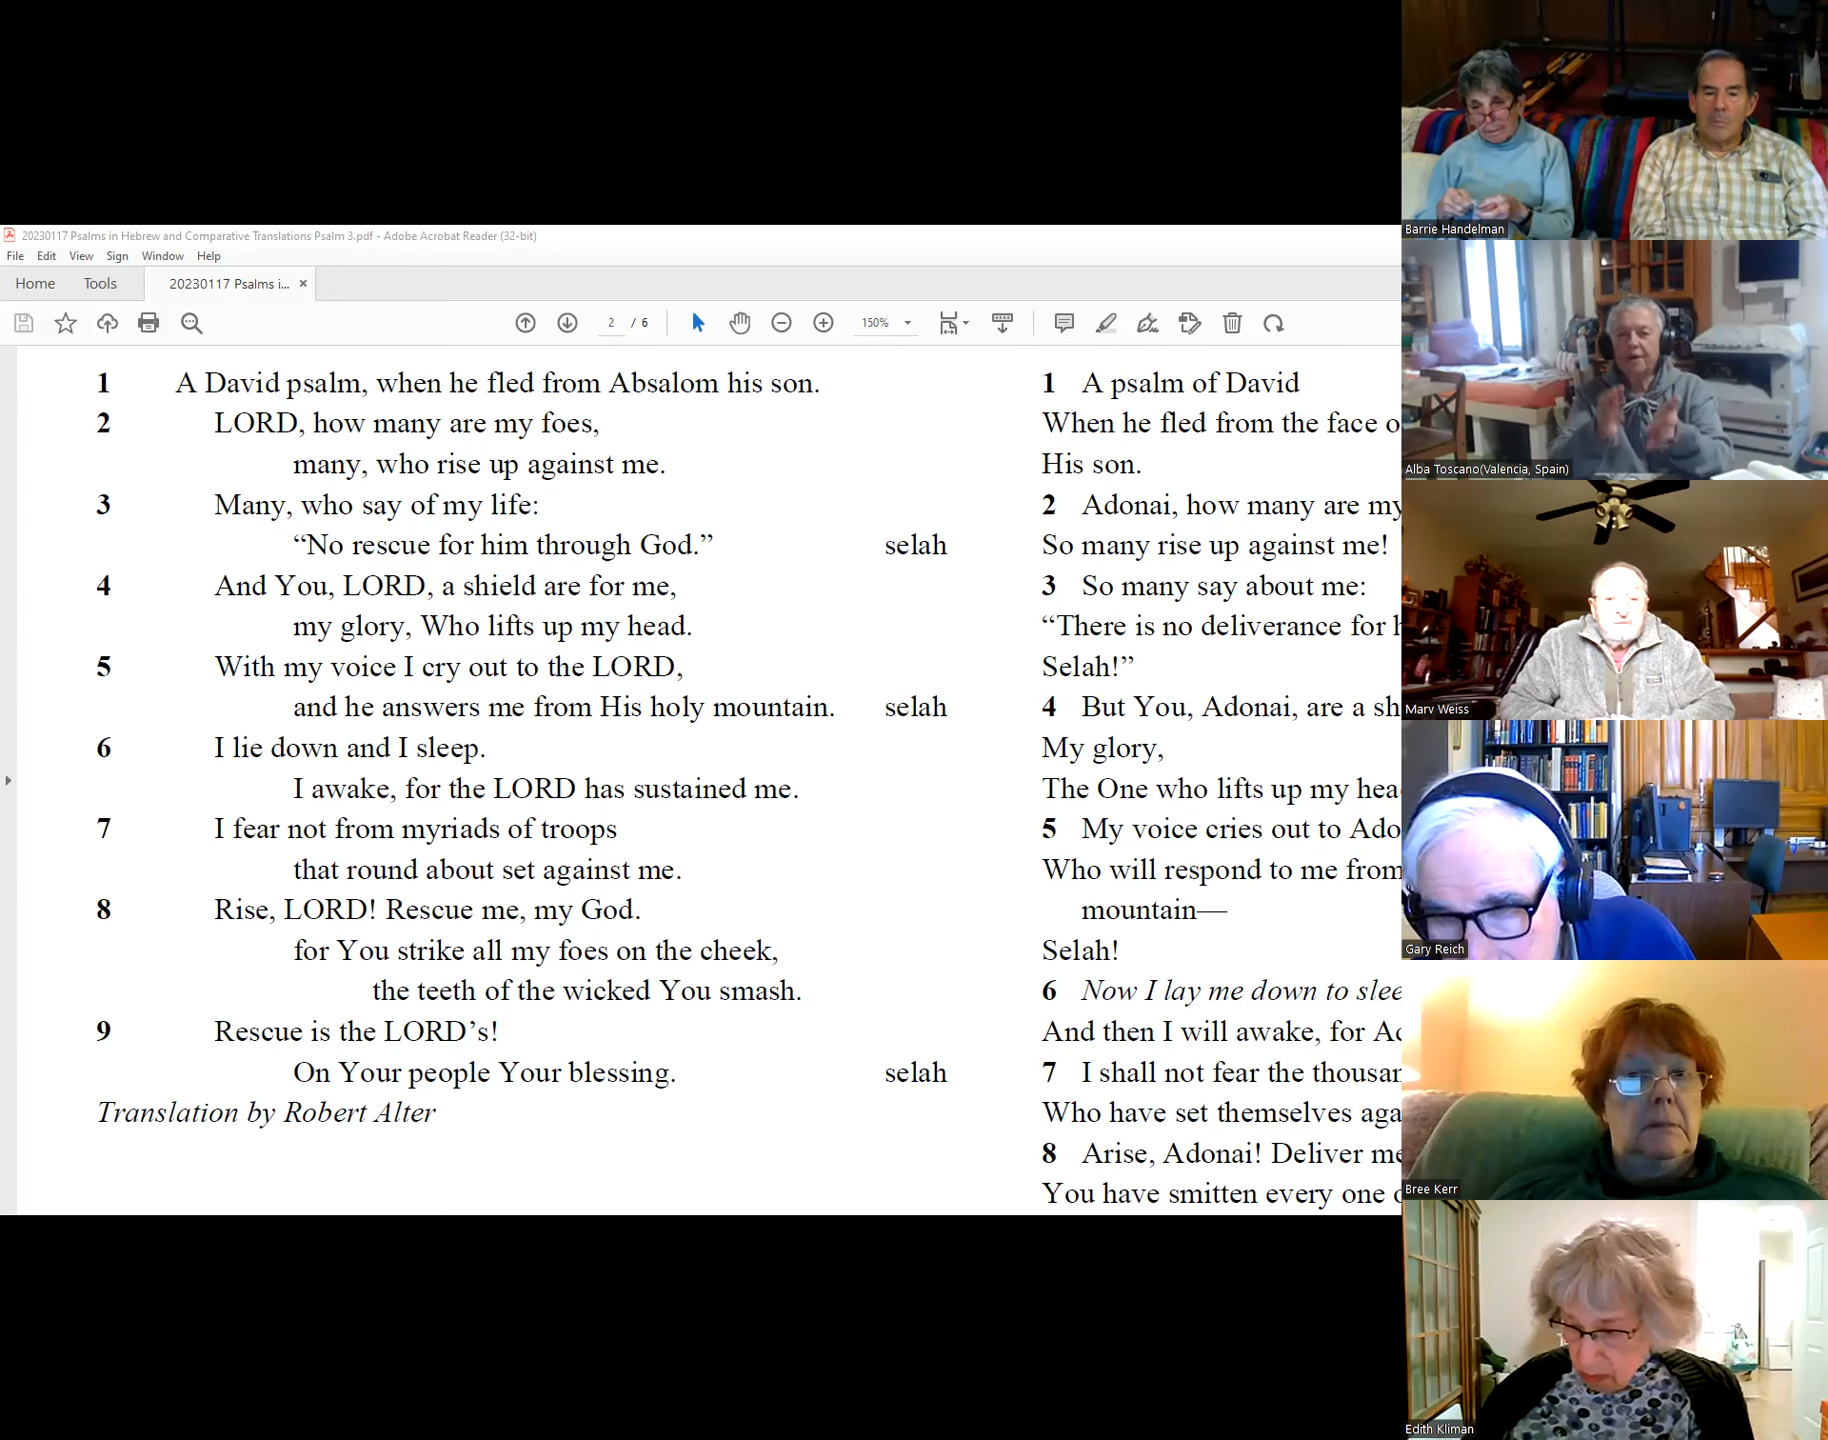 20230117 Psalms in Hebrew and Comparative Translations Psalm 3.pdf - Adobe Acrobat Reader (32-bit)
File Edit View Sign Window Help
Home Tools 20230117 Psalms i... ×
2 / 6 150%
1 A David psalm, when he fled from Absalom his son.
2 LORD, how many are my foes,
many, who rise up against me.
3 Many, who say of my life:
“No rescue for him through God.” selah
4 And You, LORD, a shield are for me,
my glory, Who lifts up my head.
5 With my voice I cry out to the LORD,
and he answers me from His holy mountain. selah
6 I lie down and I sleep.
I awake, for the LORD has sustained me.
7 I fear not from myriads of troops
that round about set against me.
8 Rise, LORD! Rescue me, my God.
for You strike all my foes on the cheek,
the teeth of the wicked You smash.
9 Rescue is the LORD’s!
On Your people Your blessing. selah
Translation by Robert Alter
1 A psalm of David
When he fled from the face o
His son.
2 Adonai, how many are my
So many rise up against me!
3 So many say about me:
“There is no deliverance for h
Selah!”
4 But You, Adonai, are a sh
My glory,
The One who lifts up my hea
5 My voice cries out to Ado
Who will respond to me from
mountain—
Selah!
6 Now I lay me down to slee
And then I will awake, for Ad
7 I shall not fear the thousan
Who have set themselves aga
8 Arise, Adonai! Deliver me
You have smitten every one o
Barrie Handelman
Alba Toscano(Valencia, Spain)
Marv Weiss
Gary Reich
Bree Kerr
Edith Kliman